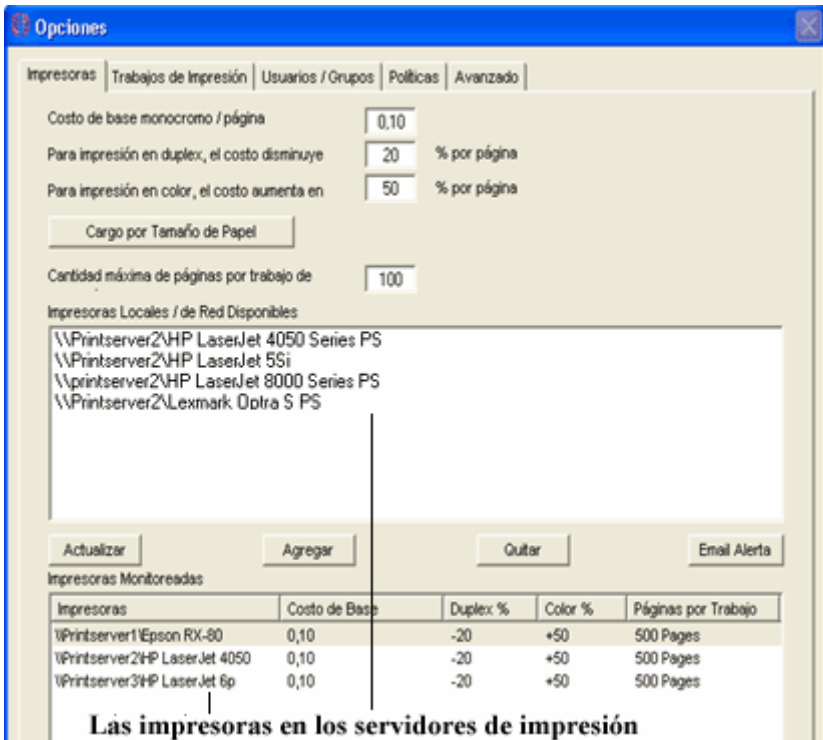 Opciones
Impresoras Trabajos de Impresión Usuarios / Grupos Políticas Avanzado
Costo de base monocromo / página 0,10
Para impresión en duplex, el costo disminuye 20 % por página
Para impresión en color, el costo aumenta en 50 % por página
Cargo por Tamaño de Papel
Cantidad máxima de páginas por trabajo de 100
Impresoras Locales / de Red Disponibles
\\Printserver2\HP LaserJet 4050 Series PS
\\Printserver2\HP LaserJet 5Si
\\printserver2\HP LaserJet 8000 Series PS
\\Printserver2\Lexmark Optra S PS
Actualizar Agregar Quitar Email Alerta
Impresoras Monitoreadas
Impresoras Costo de Base Duplex % Color % Páginas por Trabajo
\\Printserver1\Epson RX-80 0,10 -20 +50 500 Pages
\\Printserver2\HP LaserJet 4050 0,10 -20 +50 500 Pages
\\Printserver3\HP LaserJet 6p 0,10 -20 +50 500 Pages
Las impresoras en los servidores de impresión